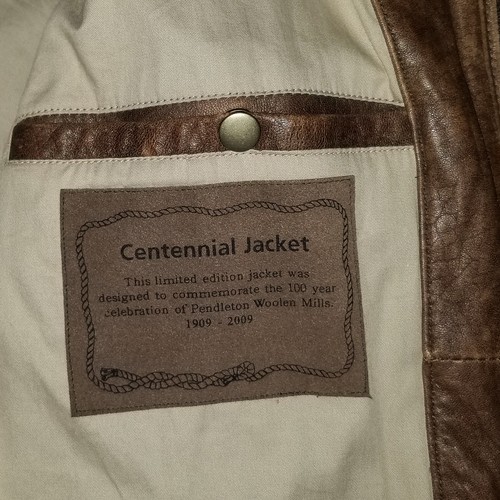 Centennial Jacket
This limited edition jacket was
designed to commemorate the 100 year
celebration of Pendleton Woolen Mills.
1909 - 2009